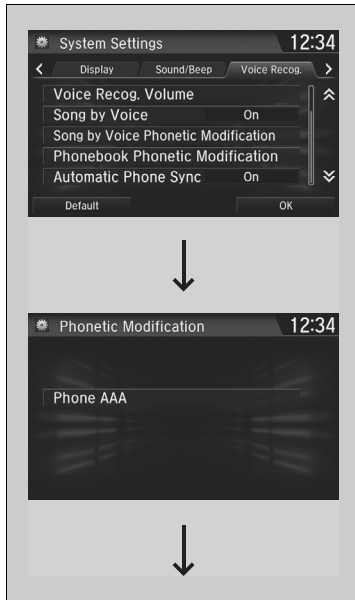 System Settings 12:34
Display Sound/Beep Voice Recog.
Voice Recog. Volume
Song by Voice On
Song by Voice Phonetic Modification
Phonebook Phonetic Modification
Automatic Phone Sync On
Default OK
Phonetic Modification 12:34
Phone AAA